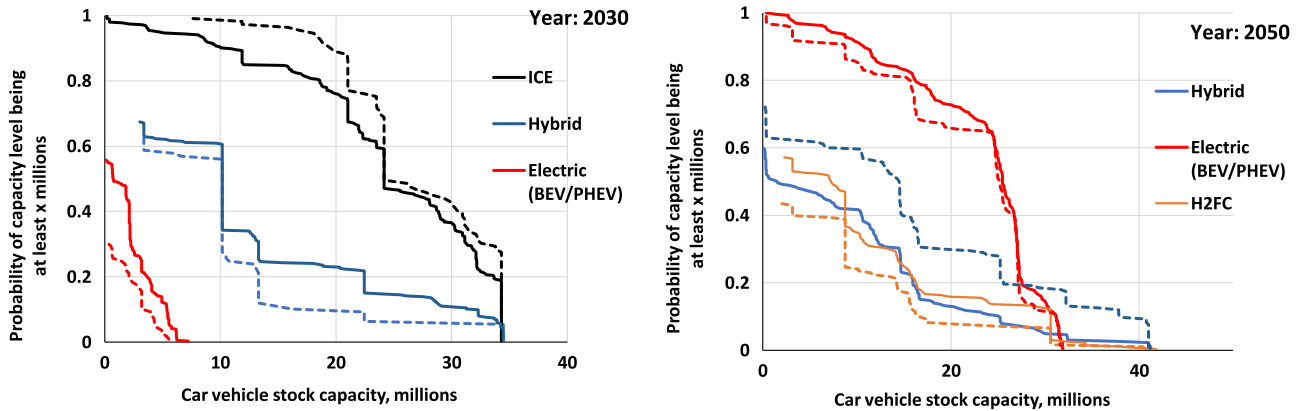 Year: 2030
Probability of capacity level being
at least x millions
1
0.8
0.6
0.4
0.2
0
0
10
20
30
40
ICE
Hybrid
Electric
(BEV/PHEV)
Car vehicle stock capacity, millions
Year: 2050
Probability of capacity level being
at least x millions
1
0.8
0.6
0.4
0.2
0
0
20
40
Hybrid
Electric
(BEV/PHEV)
H2FC
Car vehicle stock capacity, millions